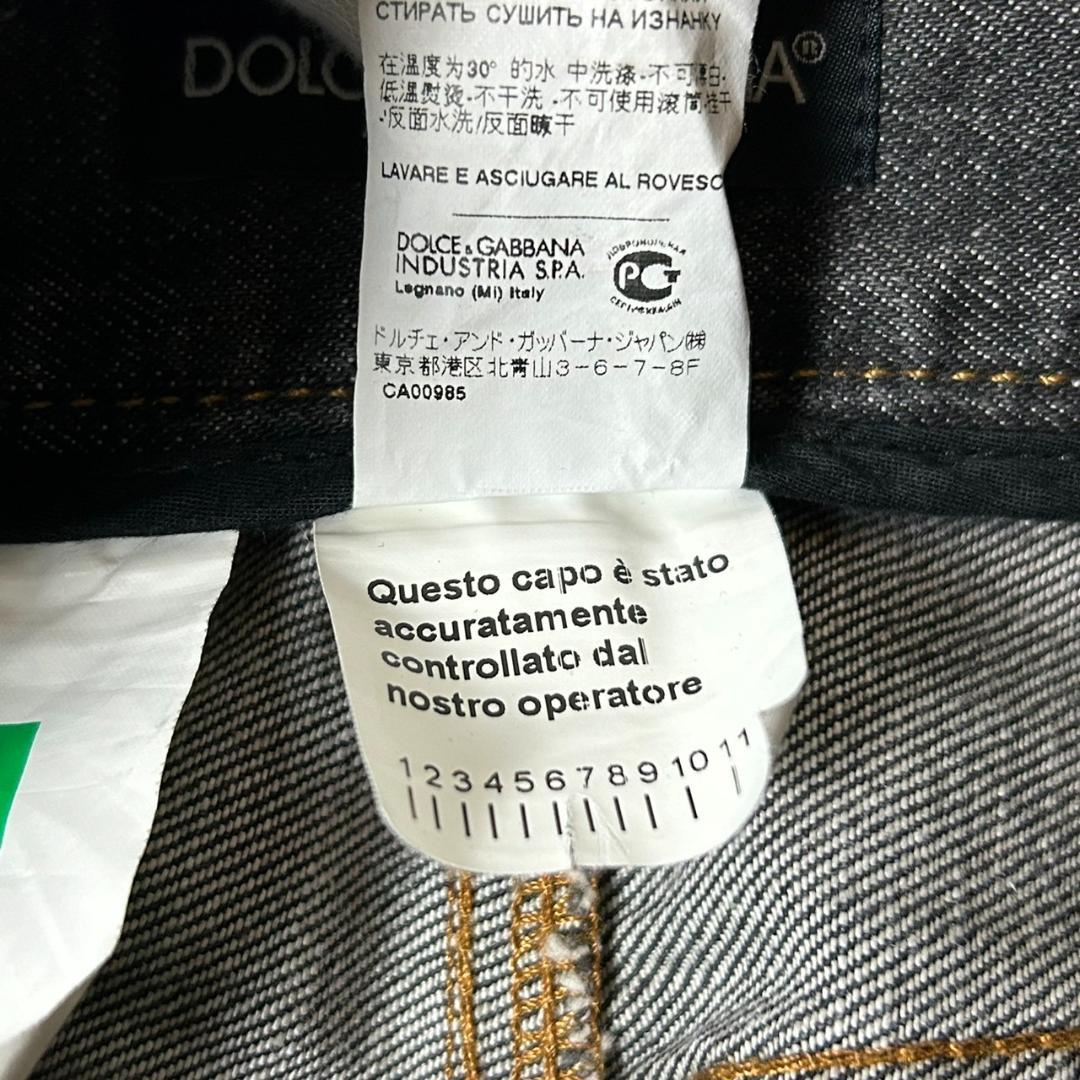 СТИРАТЬ СУШИТЬ НА ИЗНАНКУ
DOLC
A®
在温度为30° 的水 中洗涤·不可
低温熨烫·不干洗·不可使用滚筒
·反面水洗/反面晾干
LAVARE E ASCIUGARE AL ROVESC
DOLCE & GABBANA
INDUSTRIA S.P.A.
Legnano (MI) Italy
ДОБРОВОЛЬНАЯ
РСТ
ドルチェ・アンド・ガッバーナ・ジャパン㈱
東京都港区北青山3-6-7-8F
CA00985
Questo capo è stato
accuratamente
controllato dal
nostro operatore
1 2 3 4 5 6 7 8 9 10 11